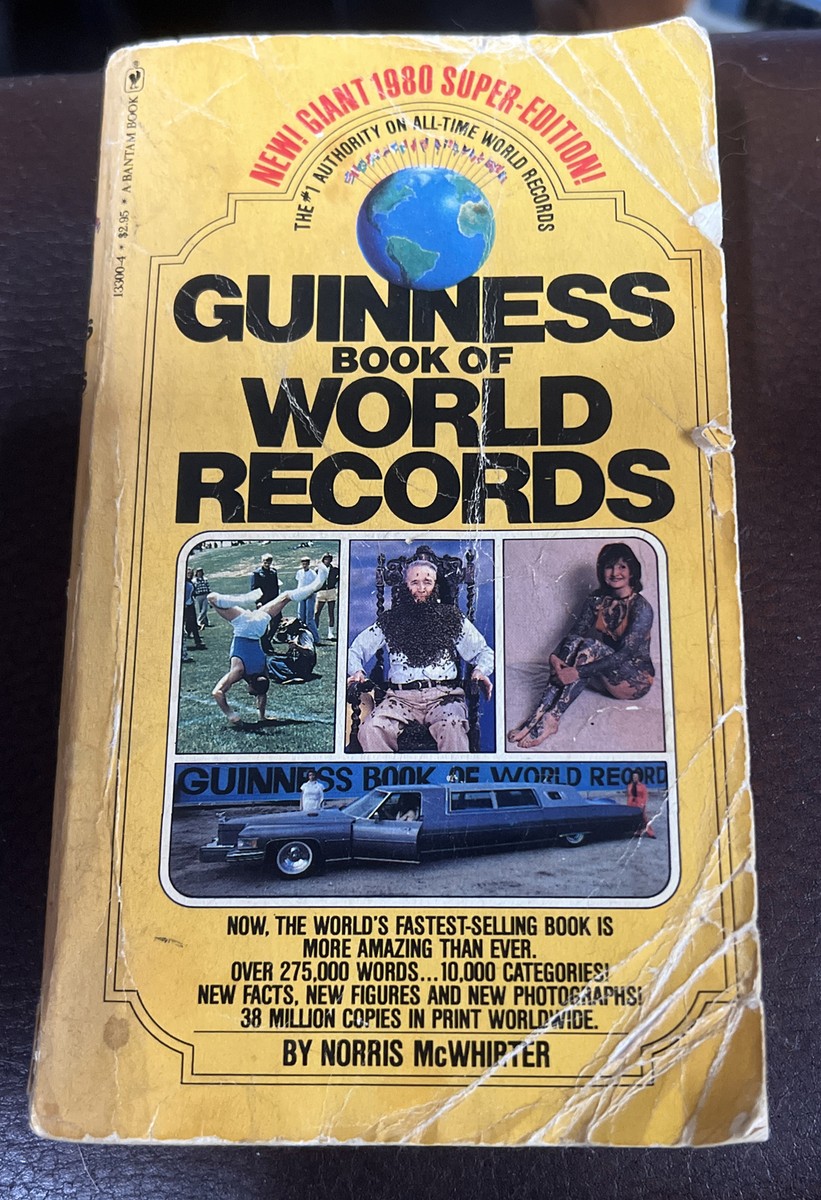 13300-4 * $2.95 * A BANTAM BOOK
NEW! GIANT 1980 SUPER-EDITION!
THE #1 AUTHORITY ON ALL-TIME WORLD RECORDS
GUINNESS
BOOK OF
WORLD
RECORDS
GUINNESS BOOK OF WORLD RECORD
NOW, THE WORLD'S FASTEST-SELLING BOOK IS
MORE AMAZING THAN EVER.
OVER 275,000 WORDS...10,000 CATEGORIES!
NEW FACTS, NEW FIGURES AND NEW PHOTOGRAPHS!
38 MILLION COPIES IN PRINT WORLDWIDE.
BY NORRIS McWHIRTER